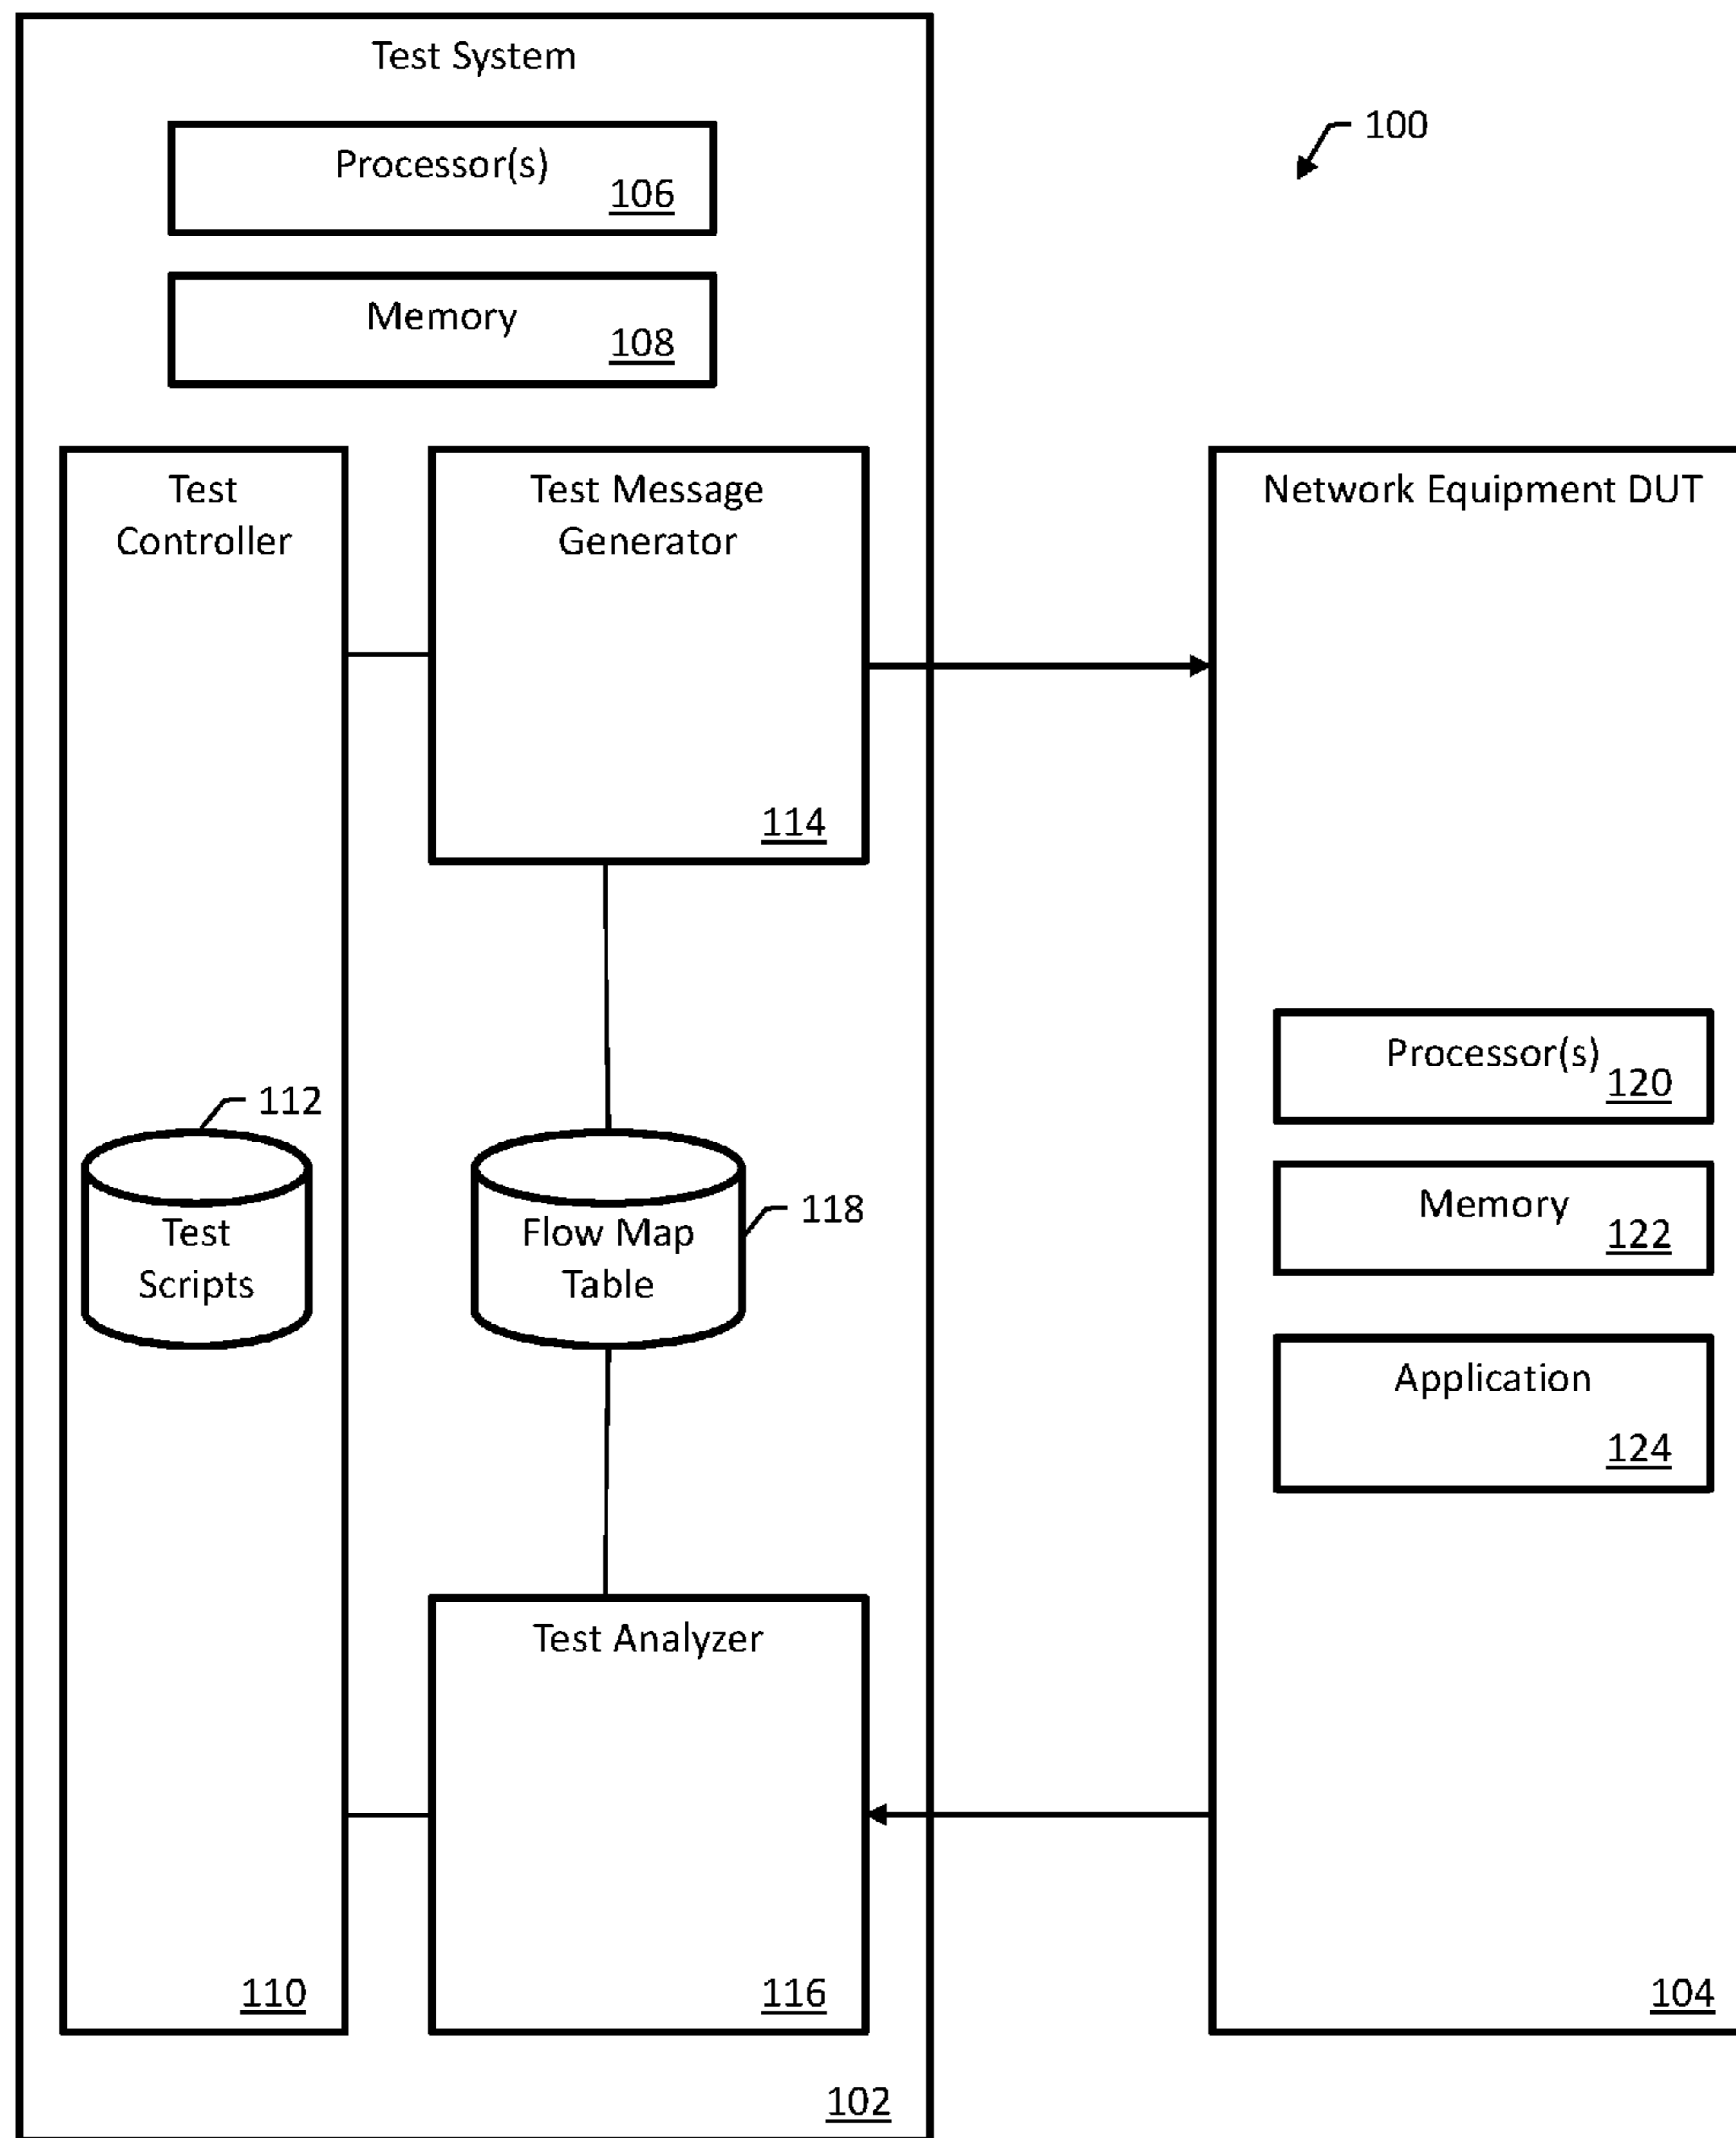 Test System
Processor(s)
106
Memory
108
100
Test
Controller
Test Message
Generator
114
Network Equipment DUT
112
Test
Scripts
Flow Map
Table
118
Processor(s)
120
Memory
122
Application
124
Test Analyzer
110
116
104
102